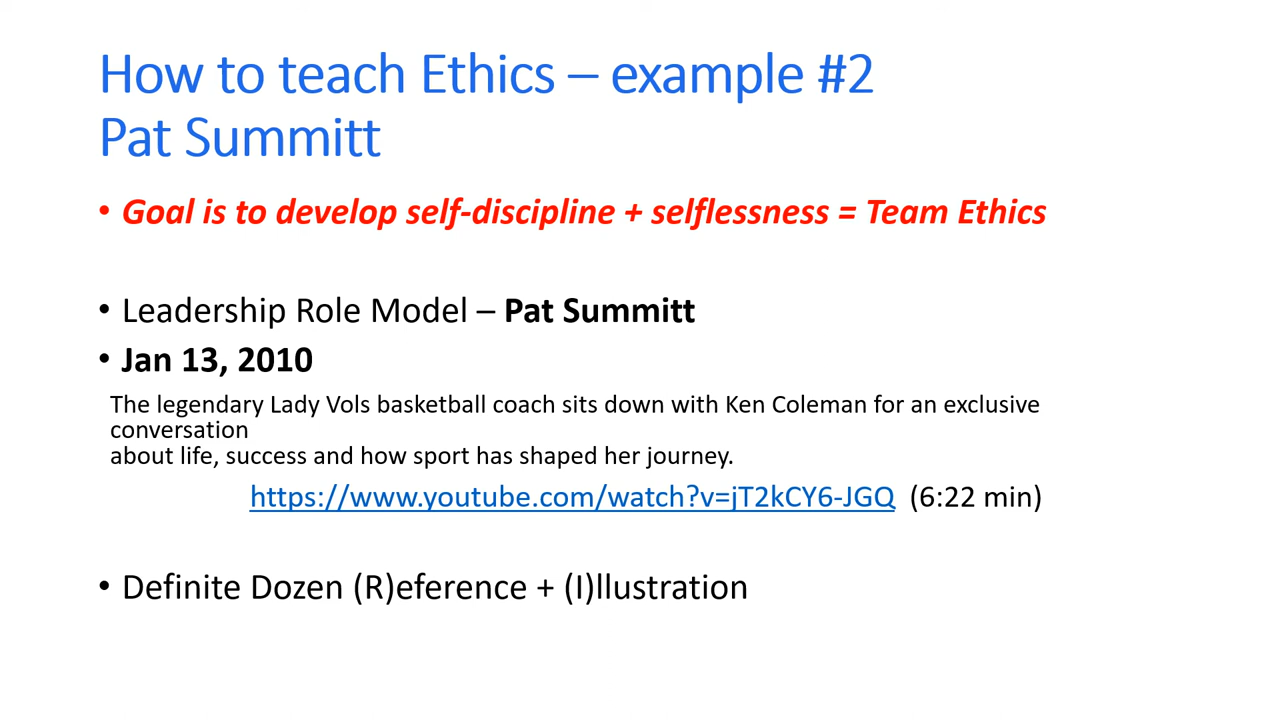 How to teach Ethics – example #2
Pat Summitt
• Goal is to develop self-discipline + selflessness = Team Ethics
• Leadership Role Model – Pat Summitt
• Jan 13, 2010
The legendary Lady Vols basketball coach sits down with Ken Coleman for an exclusive
conversation
about life, success and how sport has shaped her journey.
https://www.youtube.com/watch?v=jT2kCY6-JGQ (6:22 min)
• Definite Dozen (R)eference + (I)llustration